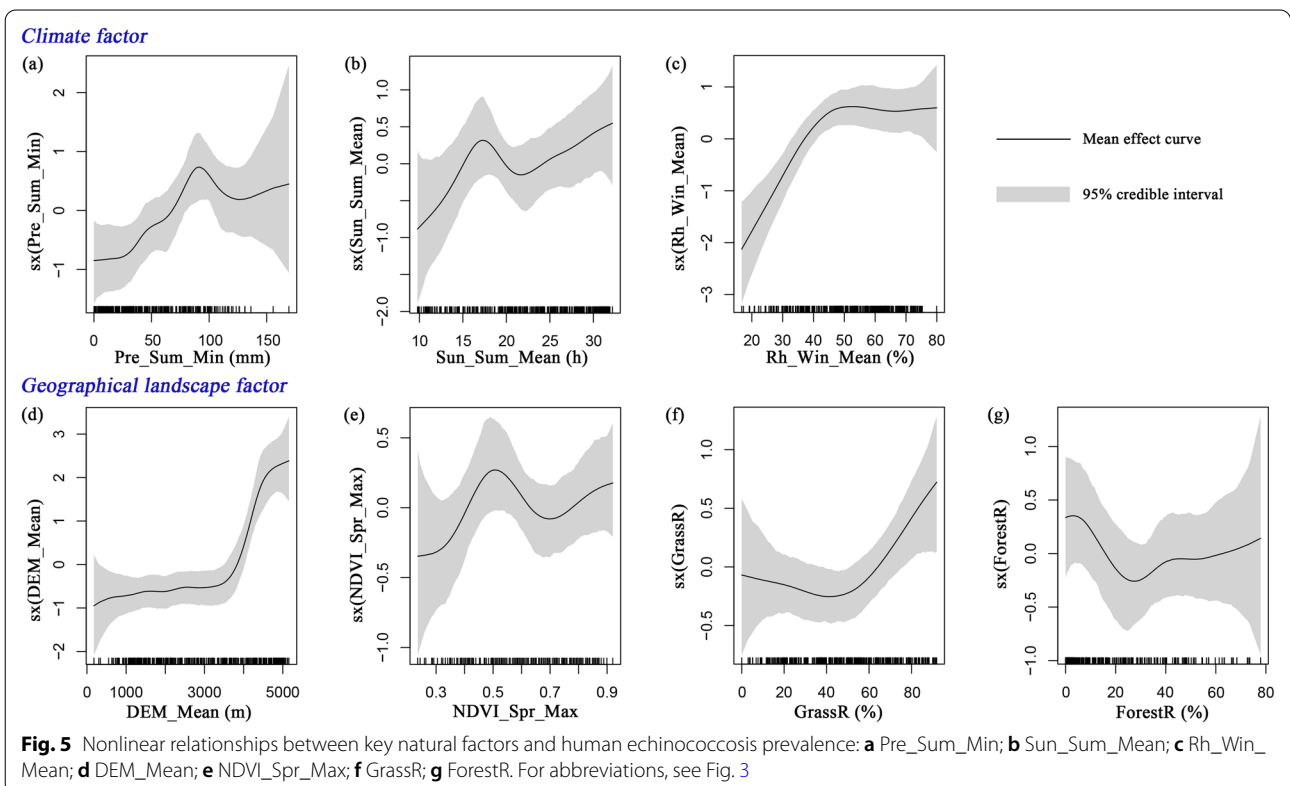 Climate factor
(a)
sx(Pre_Sum_Min)
2
1
0
−1
0 50 100 150
Pre_Sum_Min (mm)
(b)
sx(Sun_Sum_Mean)
1.0
0.5
0.0
−1.0
−2.0
10 15 20 25 30
Sun_Sum_Mean (h)
(c)
sx(Rh_Win_Mean)
1
0
−1
−2
−3
20 30 40 50 60 70 80
Rh_Win_Mean (%)
Mean effect curve
95% credible interval
Geographical landscape factor
(d)
sx(DEM_Mean)
3
2
1
0
−1
−2
0 1000 3000 5000
DEM_Mean (m)
(e)
sx(NDVI_Spr_Max)
0.5
0.0
−0.5
−1.0
0.3 0.5 0.7 0.9
NDVI_Spr_Max
(f)
sx(GrassR)
1.0
0.5
0.0
−0.5
0 20 40 60 80
GrassR (%)
(g)
sx(ForestR)
1.0
0.5
0.0
−0.5
−1.0
0 20 40 60 80
ForestR (%)
Fig. 5 Nonlinear relationships between key natural factors and human echinococcosis prevalence: a Pre_Sum_Min; b Sun_Sum_Mean; c Rh_Win_
Mean; d DEM_Mean; e NDVI_Spr_Max; f GrassR; g ForestR. For abbreviations, see Fig. 3